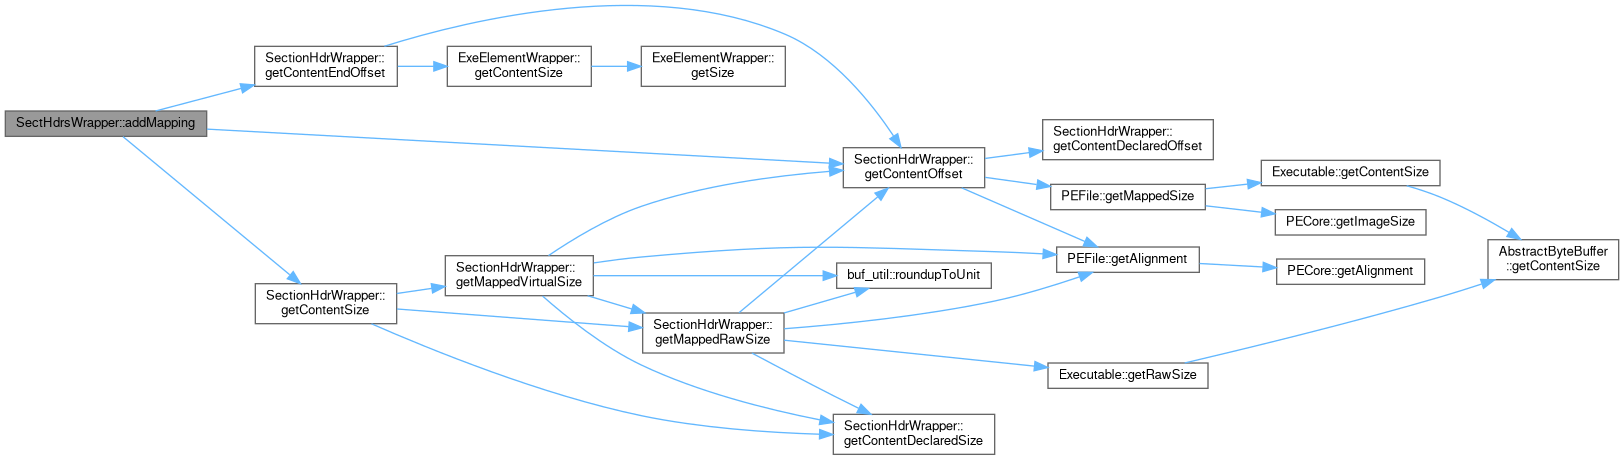 SectHdrsWrapper::addMapping
SectionHdrWrapper::
getContentEndOffset
ExeElementWrapper::
getContentSize
ExeElementWrapper::
getSize
SectionHdrWrapper::
getContentOffset
SectionHdrWrapper::
getContentDeclaredOffset
PEFile::getMappedSize
Executable::getContentSize
PECore::getImageSize
AbstractByteBuffer
::getContentSize
PEFile::getAlignment
PECore::getAlignment
SectionHdrWrapper::
getContentSize
SectionHdrWrapper::
getMappedVirtualSize
buf_util::roundupToUnit
SectionHdrWrapper::
getMappedRawSize
Executable::getRawSize
SectionHdrWrapper::
getContentDeclaredSize